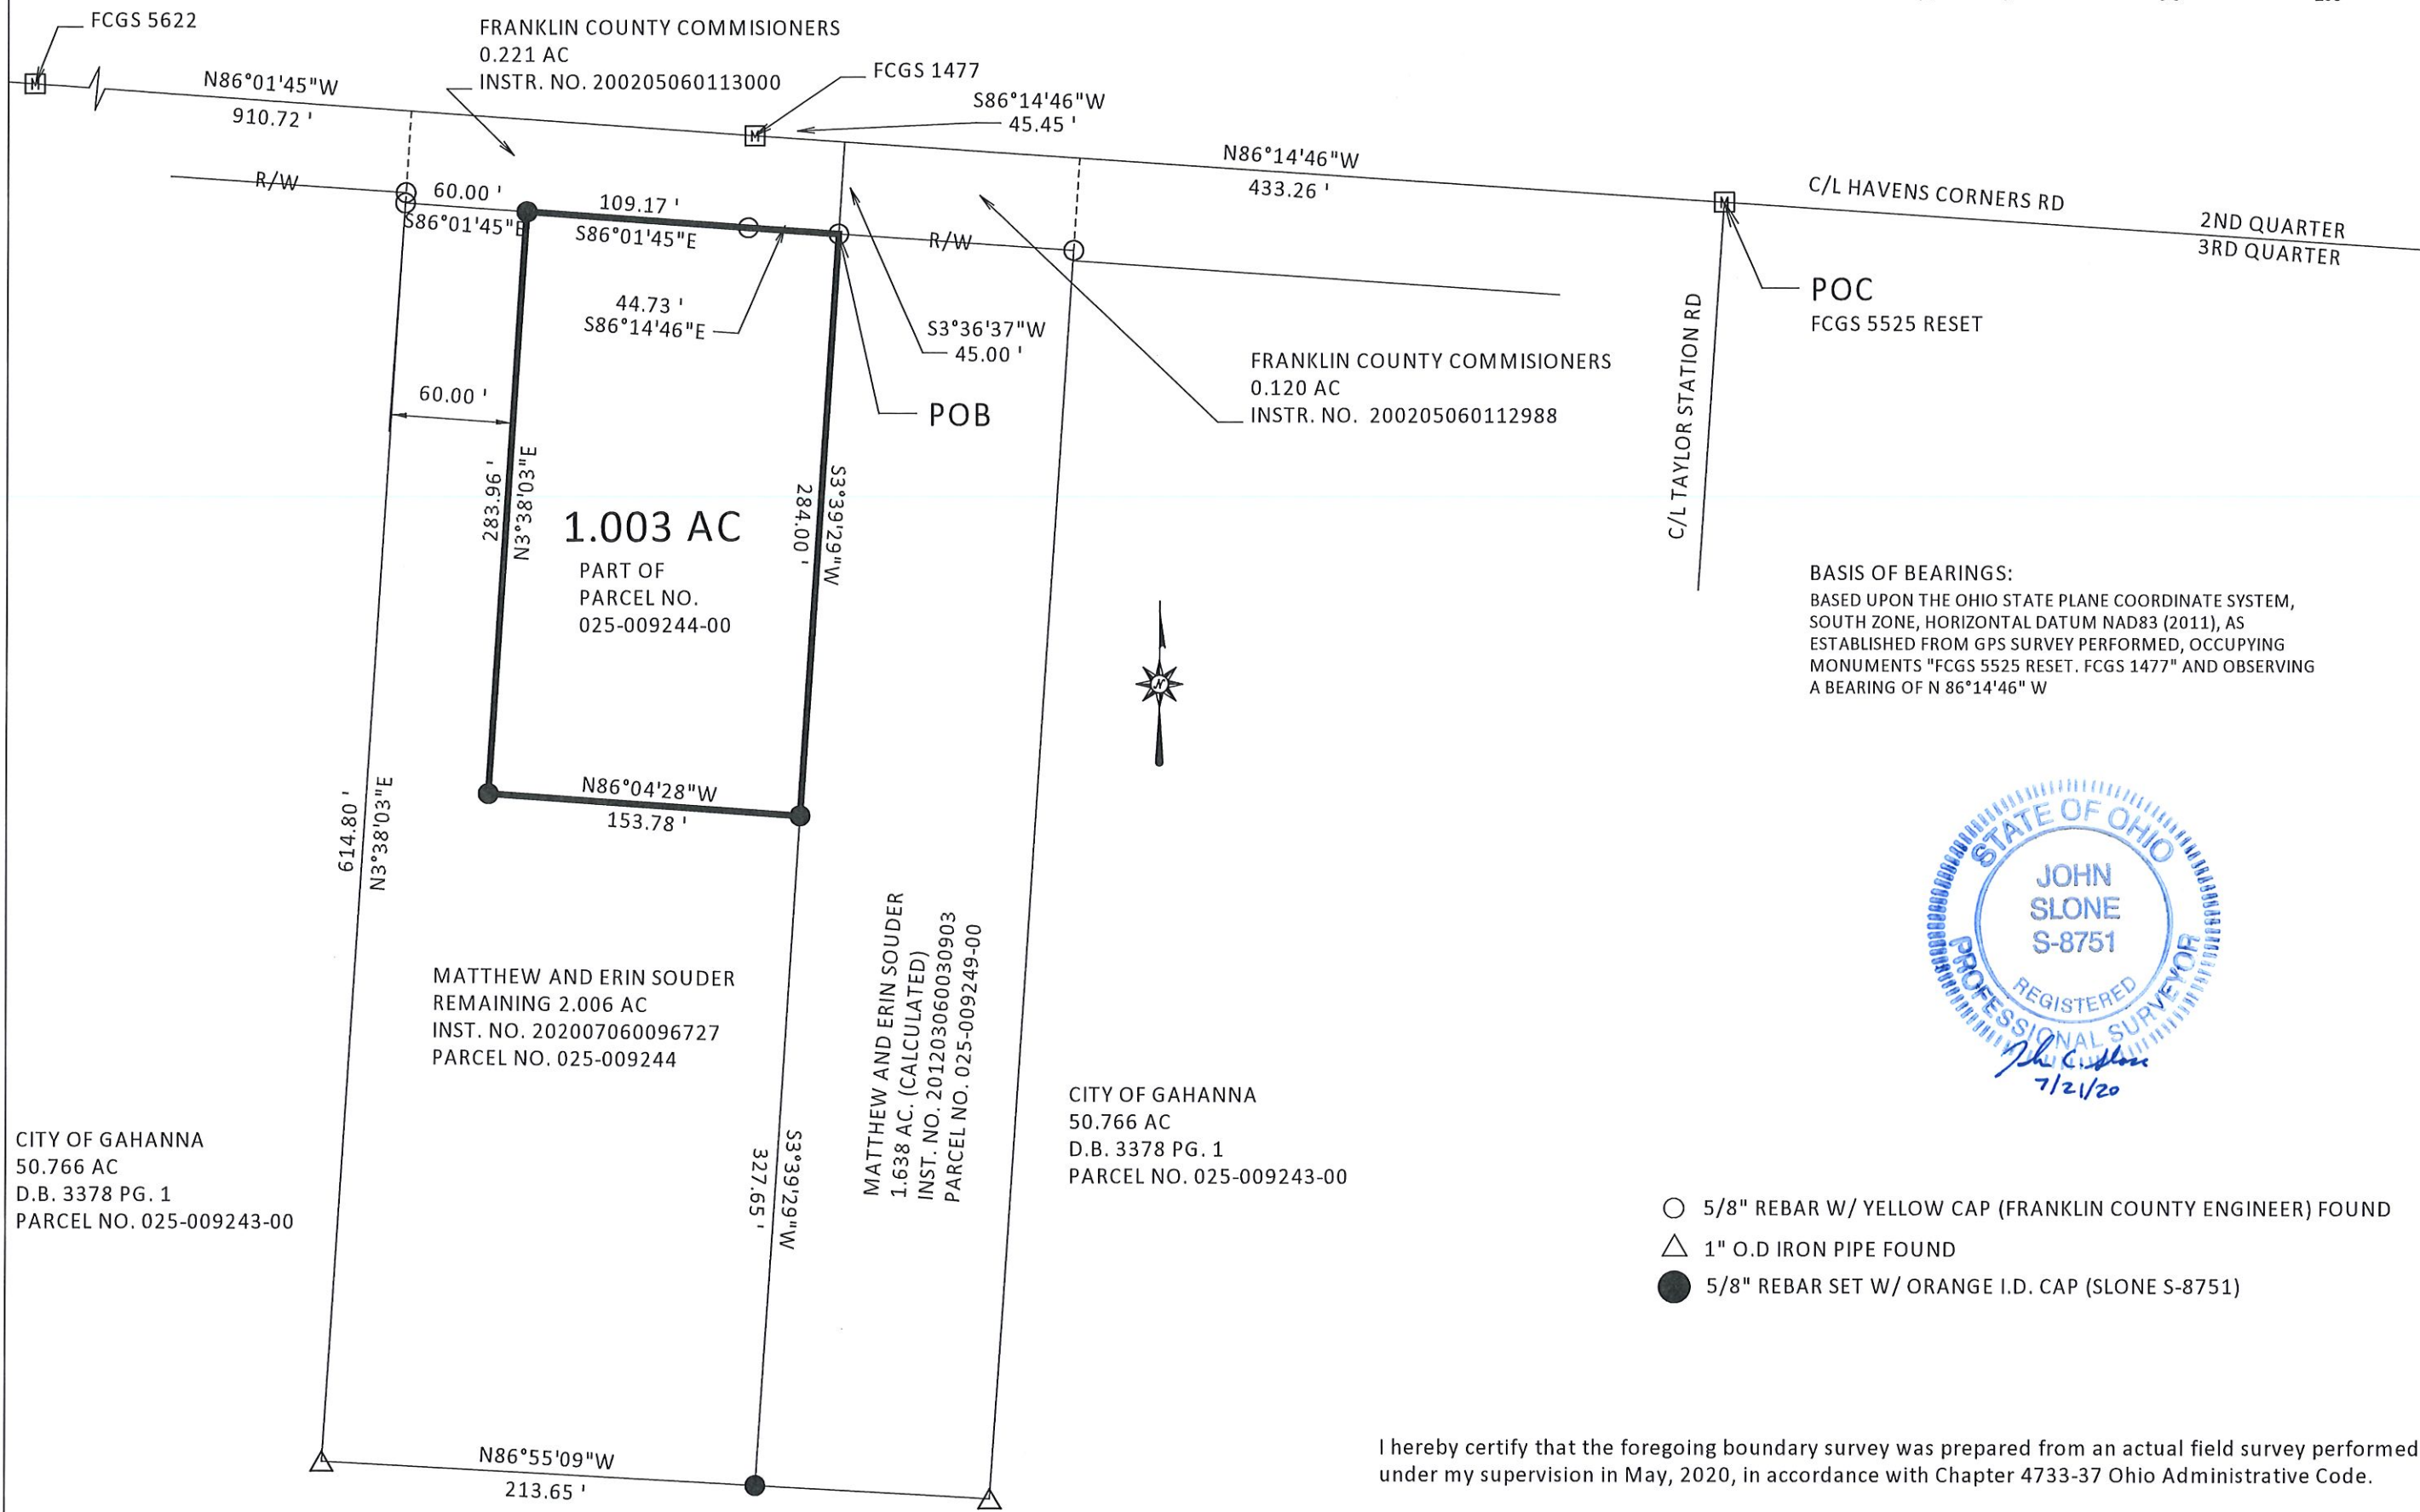 FCGS 5622
FRANKLIN COUNTY COMMISIONERS
0.221 AC
INSTR. NO. 200205060113000
N86°01'45"W
910.72 '
FCGS 1477
S86°14'46"W
45.45 '
N86°14'46"W
433.26 '
C/L HAVENS CORNERS RD
2ND QUARTER
3RD QUARTER
R/W
60.00 '
S86°01'45"E
109.17 '
S86°01'45"E
R/W
44.73 '
S86°14'46"E
S3°36'37"W
45.00 '
POB
POC
FCGS 5525 RESET
C/L TAYLOR STATION RD
FRANKLIN COUNTY COMMISIONERS
0.120 AC
INSTR. NO. 200205060112988
60.00 '
283.96 '
N3°38'03"E
1.003 AC
PART OF
PARCEL NO.
025-009244-00
284.00 '
S3°39'29"W
N
BASIS OF BEARINGS:
BASED UPON THE OHIO STATE PLANE COORDINATE SYSTEM,
SOUTH ZONE, HORIZONTAL DATUM NAD83 (2011), AS
ESTABLISHED FROM GPS SURVEY PERFORMED, OCCUPYING
MONUMENTS "FCGS 5525 RESET. FCGS 1477" AND OBSERVING
A BEARING OF N 86°14'46" W
N86°04'28"W
153.78 '
614.80 '
N3°38'03"E
MATTHEW AND ERIN SOUDER
REMAINING 2.006 AC
INST. NO. 202007060096727
PARCEL NO. 025-009244
MATTHEW AND ERIN SOUDER
1.638 AC. (CALCULATED)
INST. NO. 201203060030903
PARCEL NO. 025-009249-00
327.65 '
S3°39'29"W
CITY OF GAHANNA
50.766 AC
D.B. 3378 PG. 1
PARCEL NO. 025-009243-00
CITY OF GAHANNA
50.766 AC
D.B. 3378 PG. 1
PARCEL NO. 025-009243-00
STATE OF OHIO
JOHN
SLONE
S-8751
REGISTERED
PROFESSIONAL SURVEYOR
John C. Slone
7/21/20
5/8" REBAR W/ YELLOW CAP (FRANKLIN COUNTY ENGINEER) FOUND
1" O.D IRON PIPE FOUND
5/8" REBAR SET W/ ORANGE I.D. CAP (SLONE S-8751)
N86°55'09"W
213.65 '
I hereby certify that the foregoing boundary survey was prepared from an actual field survey performed
under my supervision in May, 2020, in accordance with Chapter 4733-37 Ohio Administrative Code.
M
M
M